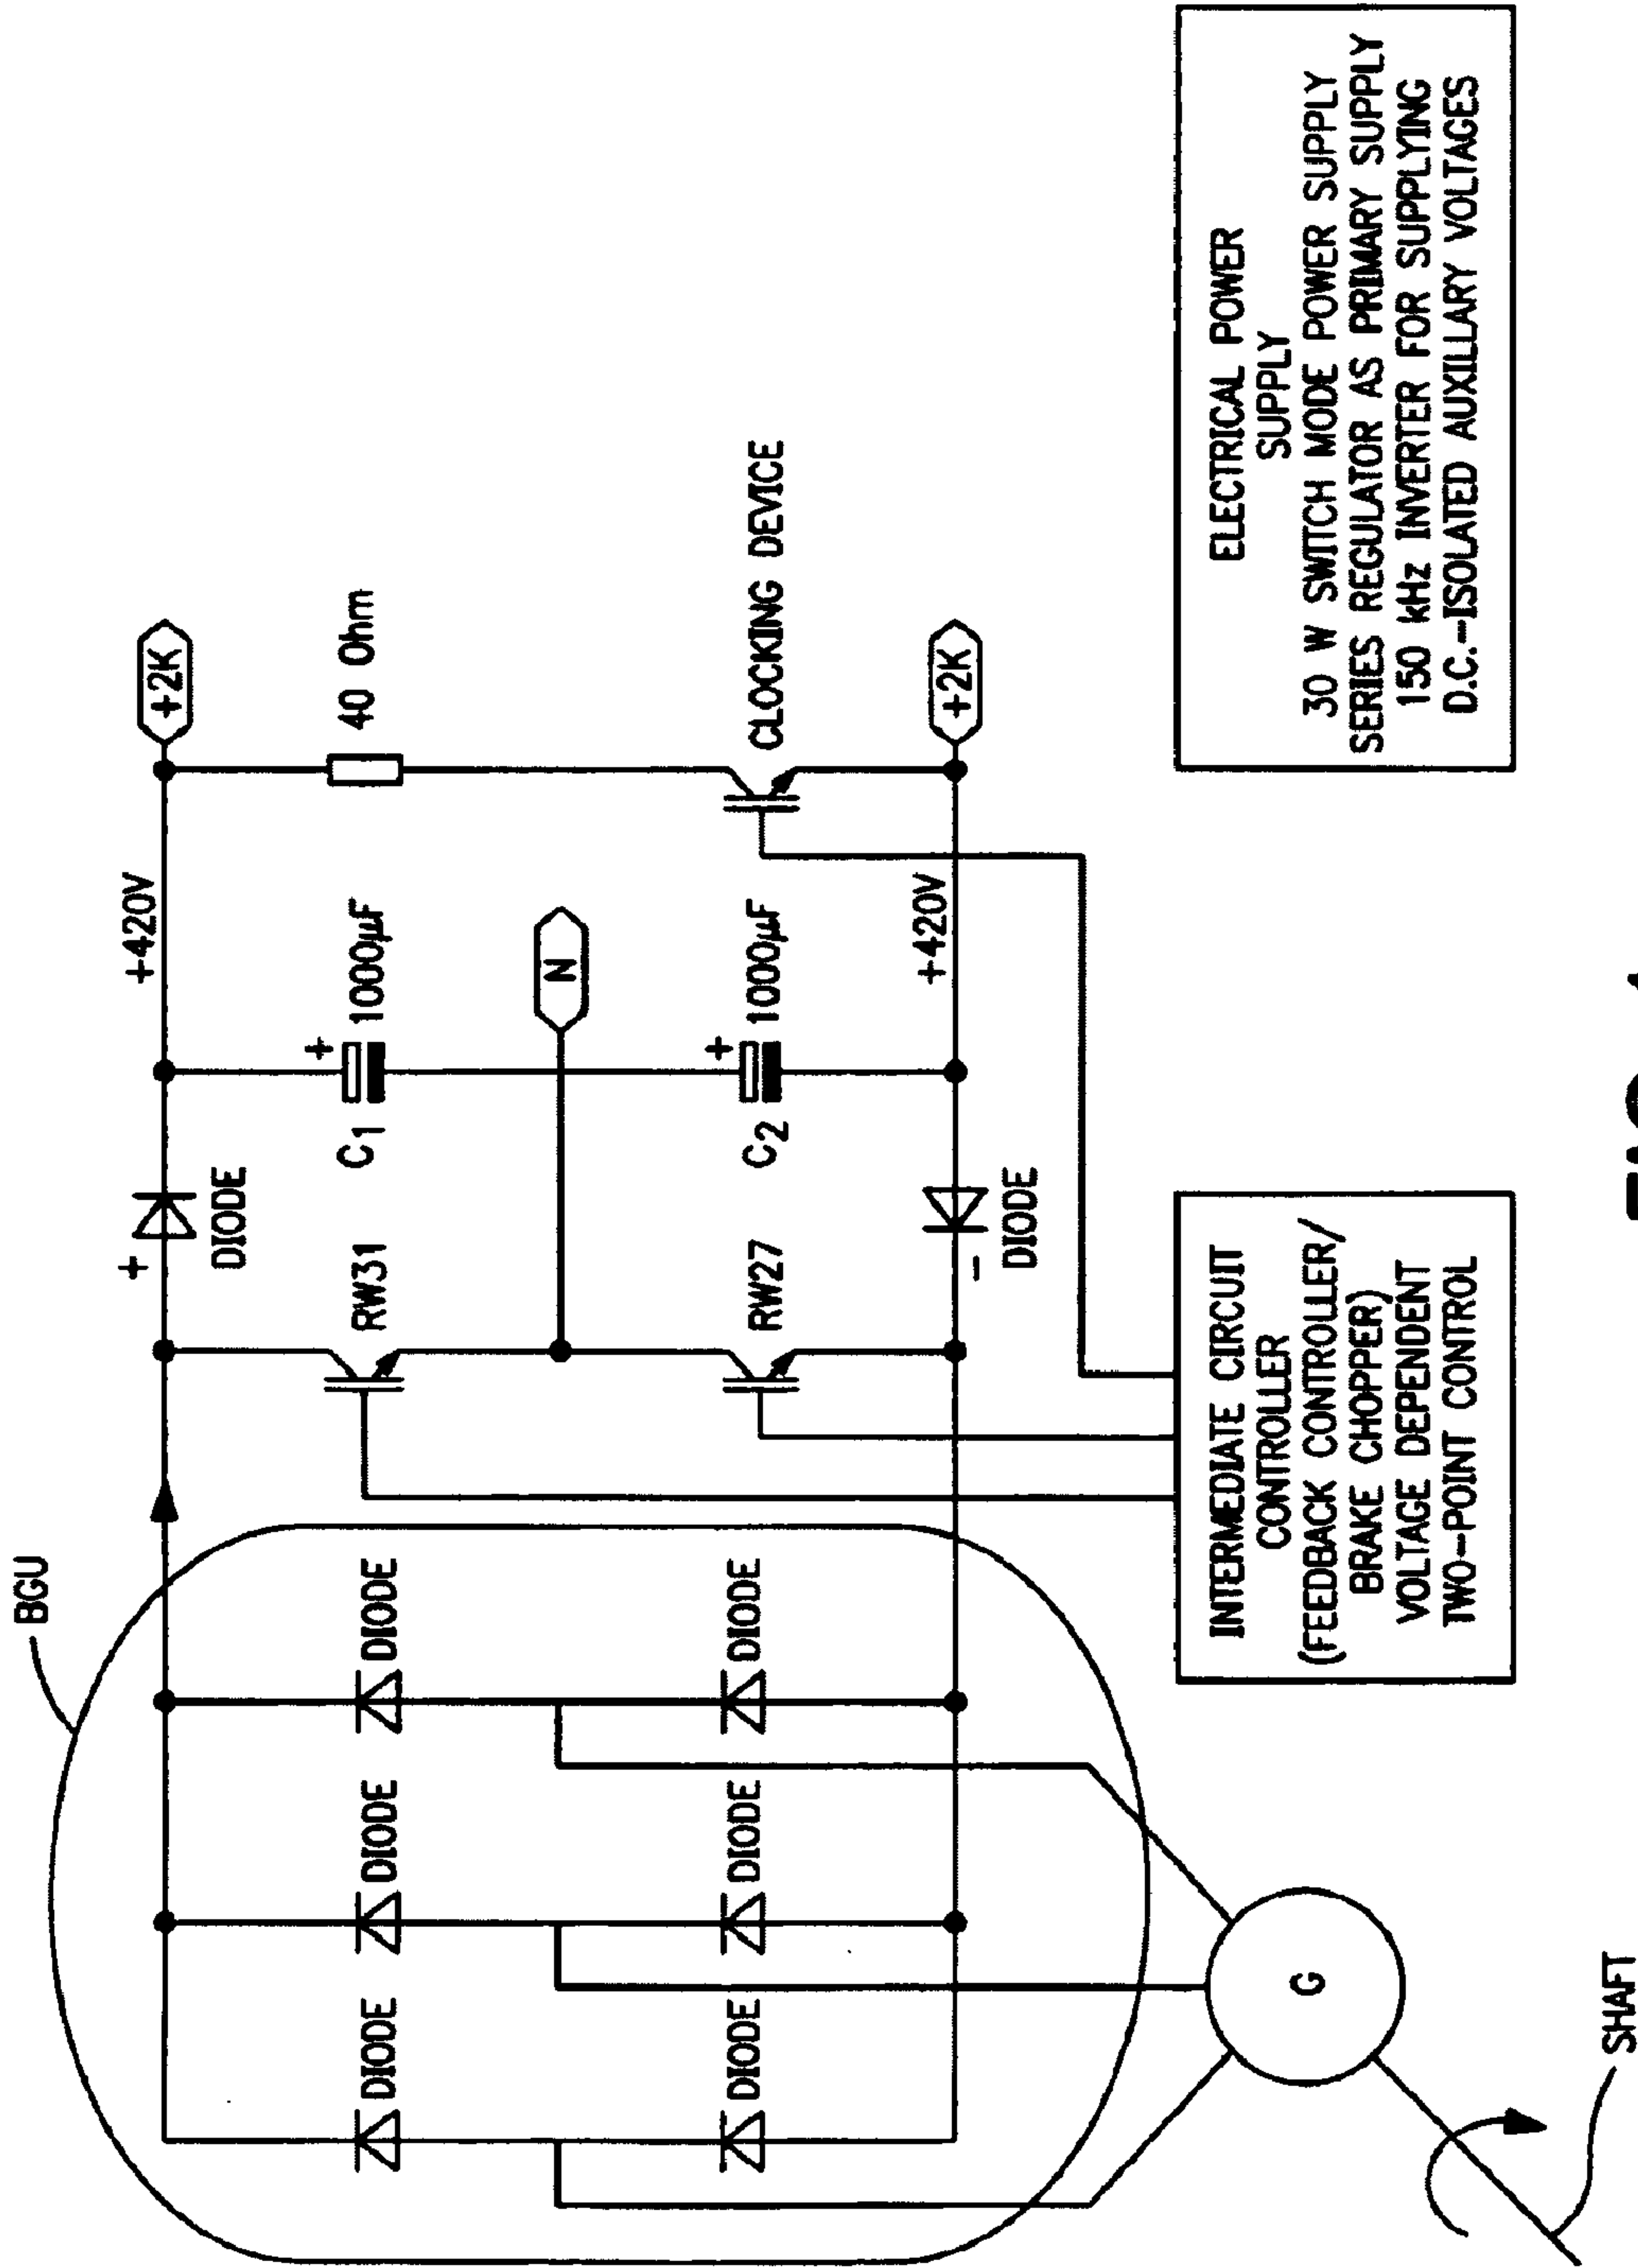 BGU
DIODE
DIODE
DIODE
DIODE
DIODE
DIODE
G
SHAFT
+
DIODE
RW31
RW27
-
DIODE
+420V
+
C1
1000µF
N
+
C2
1000µF
+420V
+2K
40 Ohm
CLOCKING DEVICE
+2K
INTERMEDIATE CIRCUIT
CONTROLLER
(FEEDBACK CONTROLLER/
BRAKE CHOPPER)
VOLTAGE DEPENDENT
TWO-POINT CONTROL
ELECTRICAL POWER
SUPPLY
30 W SWITCH MODE POWER SUPPLY
SERIES REGULATOR AS PRIMARY SUPPLY
150 kHz INVERTER FOR SUPPLYING
D.C.-ISOLATED AUXILLARY VOLTAGES